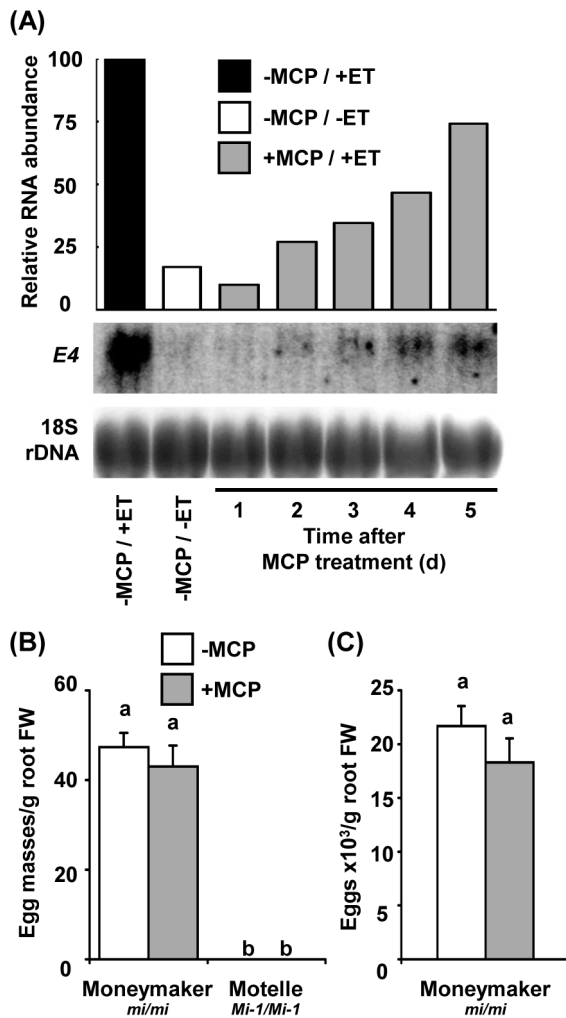 (A)
Relative RNA abundance
100
75
50
25
0
-MCP / +ET
-MCP / -ET
+MCP / +ET
E4
18S
rDNA
-MCP / +ET
-MCP / -ET
1 2 3 4 5
Time after
MCP treatment (d)
(B)
-MCP
+MCP
Egg masses/g root FW
60
40
20
0
a a
b b
Moneymaker
mi/mi
Motelle
Mi-1/Mi-1
(C)
Eggs x10³/g root FW
25
20
15
10
5
0
a a
Moneymaker
mi/mi